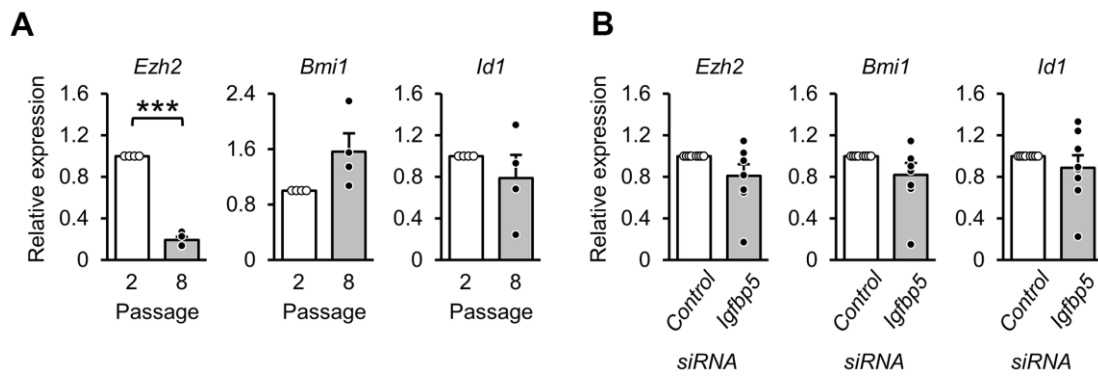 A
B
Ezh2
Bmi1
Id1
Ezh2
Bmi1
Id1
Relative expression
1.6
1.2
0.8
0.4
0
***
2 8
Passage
2.4
1.6
0.8
0
2 8
Passage
1.6
1.2
0.8
0.4
0
2 8
Passage
Relative expression
1.6
1.2
0.8
0.4
0
Control
Igfbp5
siRNA
1.6
1.2
0.8
0.4
0
Control
Igfbp5
siRNA
1.6
1.2
0.8
0.4
0
Control
Igfbp5
siRNA